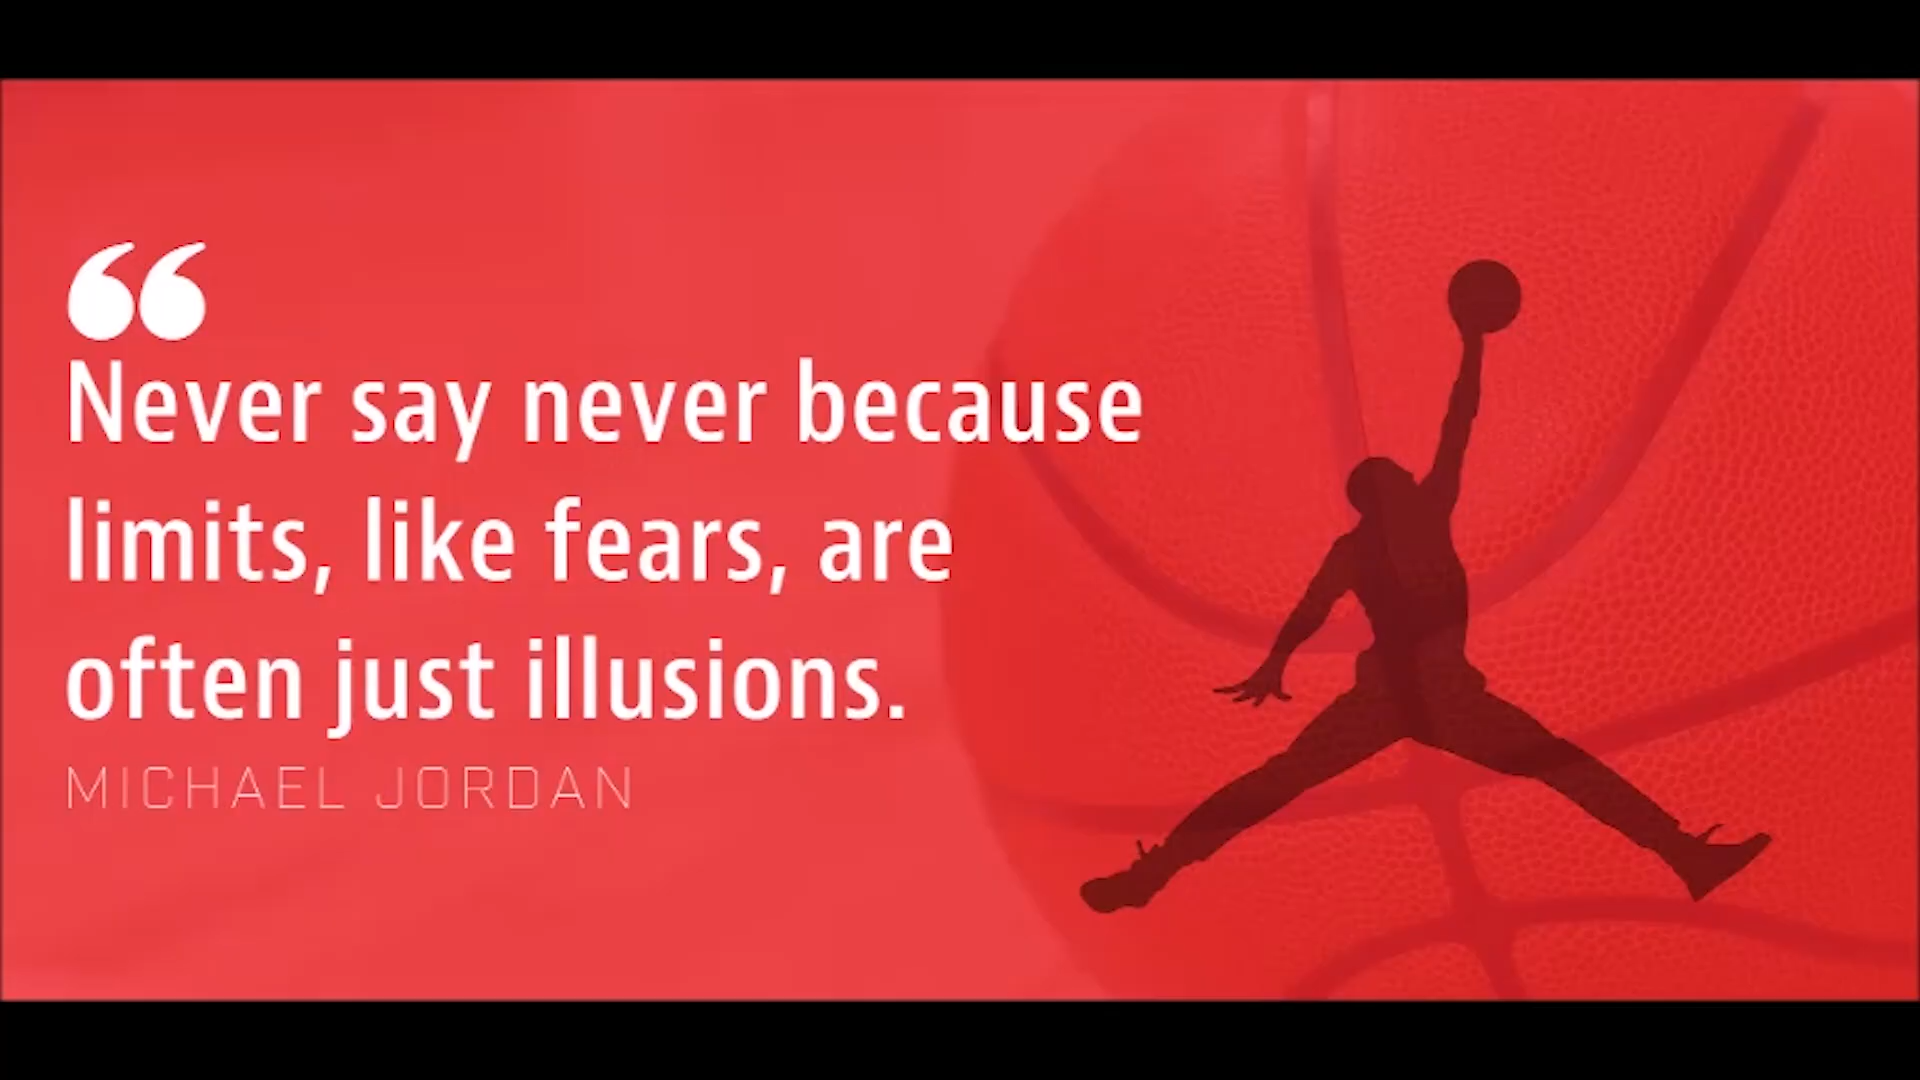 “
Never say never because
limits, like fears, are
often just illusions.
MICHAEL JORDAN